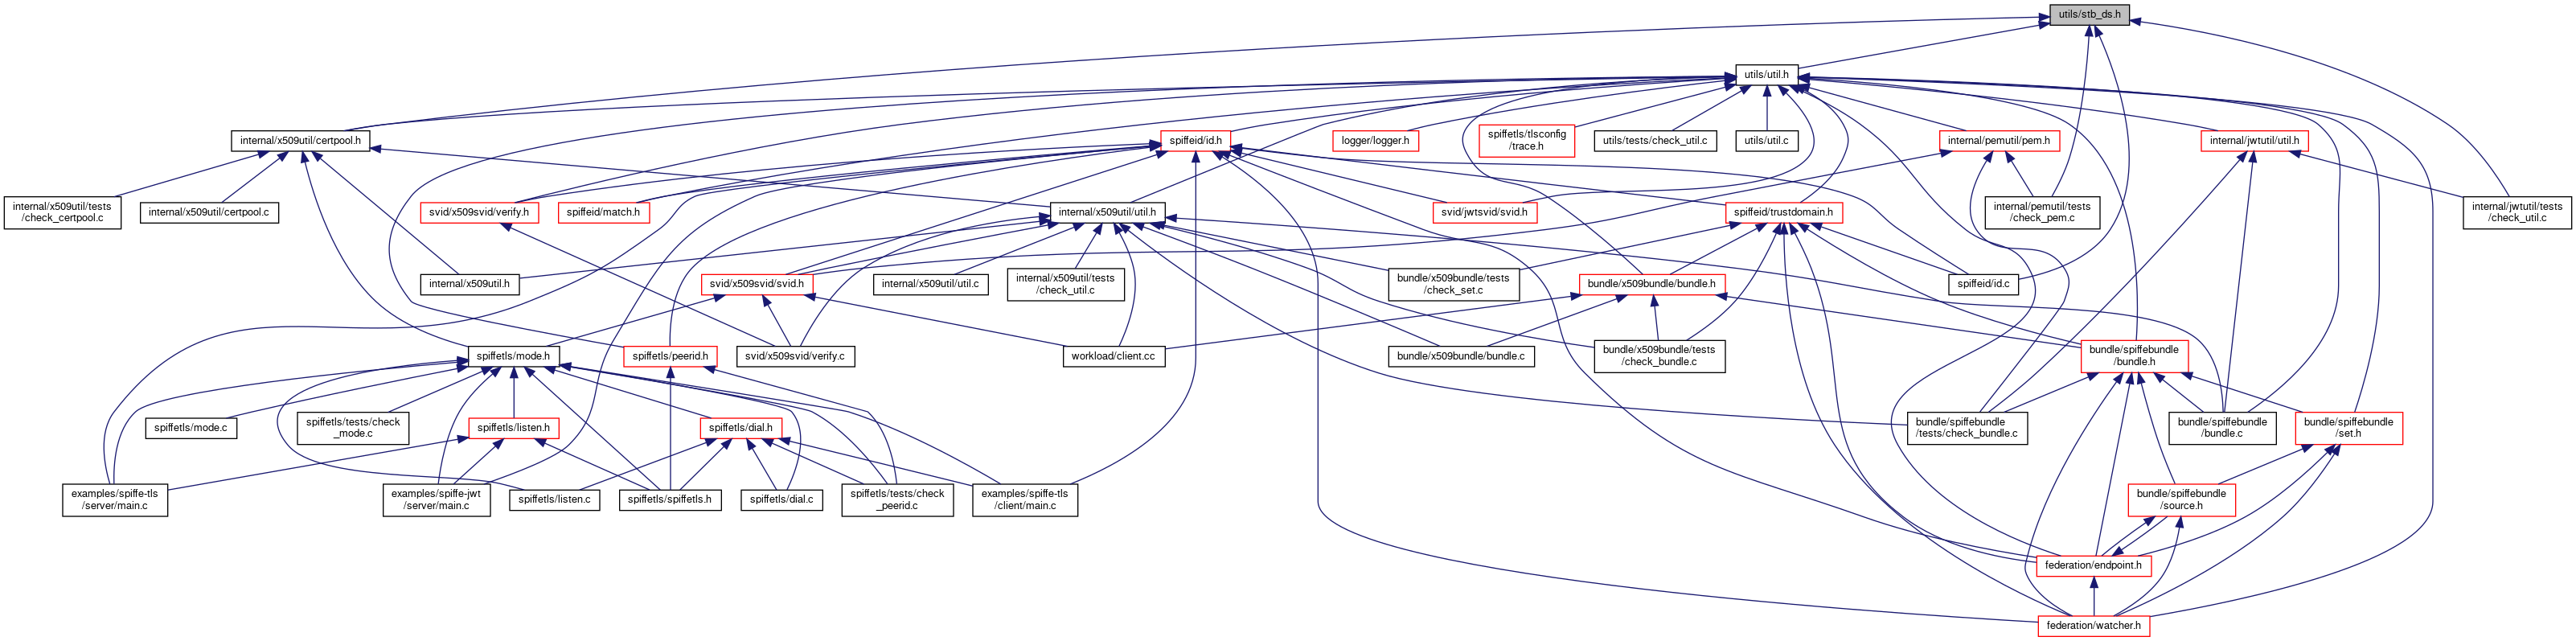 utils/stb_ds.h
utils/util.h
internal/x509util/certpool.h
spiffeid/id.h
logger/logger.h
spiffetls/tlsconfig
/trace.h
utils/tests/check_util.c
utils/util.c
internal/pemutil/pem.h
internal/jwtutil/util.h
internal/x509util/tests
/check_certpool.c
internal/x509util/certpool.c
svid/x509svid/verify.h
spiffeid/match.h
internal/x509util/util.h
svid/jwtsvid/svid.h
spiffeid/trustdomain.h
internal/pemutil/tests
/check_pem.c
internal/jwtutil/tests
/check_util.c
internal/x509util.h
svid/x509svid/svid.h
internal/x509util/util.c
internal/x509util/tests
/check_util.c
bundle/x509bundle/tests
/check_set.c
bundle/x509bundle/bundle.h
spiffeid/id.c
spiffetls/mode.h
spiffetls/peerid.h
svid/x509svid/verify.c
workload/client.cc
bundle/x509bundle/bundle.c
bundle/x509bundle/tests
/check_bundle.c
bundle/spiffebundle
/bundle.h
spiffetls/mode.c
spiffetls/tests/check
_mode.c
spiffetls/listen.h
spiffetls/dial.h
bundle/spiffebundle
/tests/check_bundle.c
bundle/spiffebundle
/bundle.c
bundle/spiffebundle
/set.h
examples/spiffe-tls
/server/main.c
examples/spiffe-jwt
/server/main.c
spiffetls/listen.c
spiffetls/spiffetls.h
spiffetls/dial.c
spiffetls/tests/check
_peerid.c
examples/spiffe-tls
/client/main.c
bundle/spiffebundle
/source.h
federation/endpoint.h
federation/watcher.h